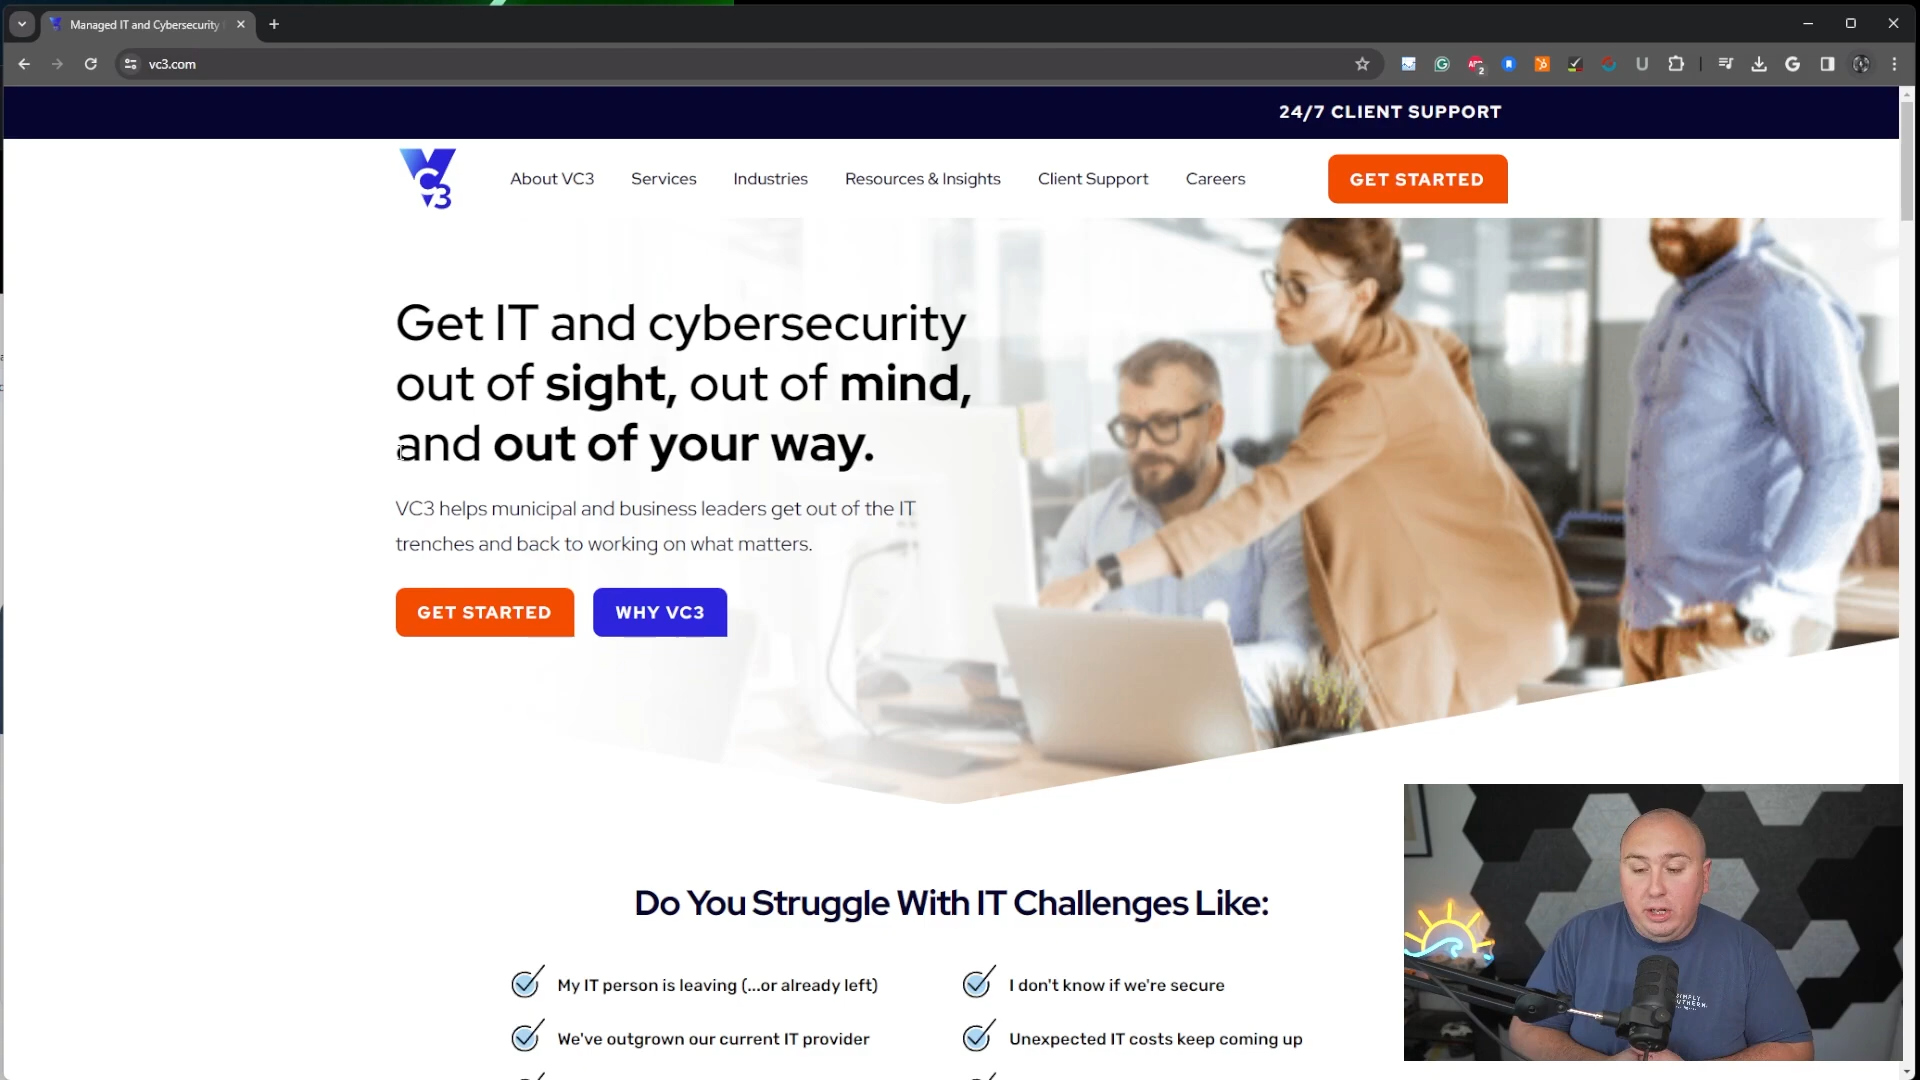 Managed IT and Cybersecurity
vc3.com
2
24/7 CLIENT SUPPORT
VC3
About VC3
Services
Industries
Resources & Insights
Client Support
Careers
GET STARTED
Get IT and cybersecurity
out of sight, out of mind,
and out of your way.
VC3 helps municipal and business leaders get out of the IT
trenches and back to working on what matters.
GET STARTED
WHY VC3
Do You Struggle With IT Challenges Like:
My IT person is leaving (...or already left)
I don't know if we're secure
We've outgrown our current IT provider
Unexpected IT costs keep coming up